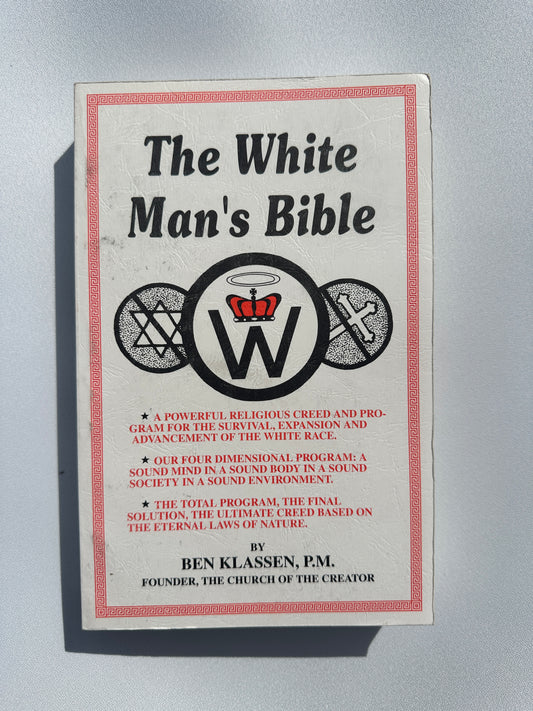 The White
Man's Bible
W
★ A POWERFUL RELIGIOUS CREED AND PRO-
GRAM FOR THE SURVIVAL, EXPANSION AND
ADVANCEMENT OF THE WHITE RACE.
★ OUR FOUR DIMENSIONAL PROGRAM: A
SOUND MIND IN A SOUND BODY IN A SOUND
SOCIETY IN A SOUND ENVIRONMENT.
★ THE TOTAL PROGRAM, THE FINAL
SOLUTION, THE ULTIMATE CREED BASED ON
THE ETERNAL LAWS OF NATURE.
BY
BEN KLASSEN, P.M.
FOUNDER, THE CHURCH OF THE CREATOR